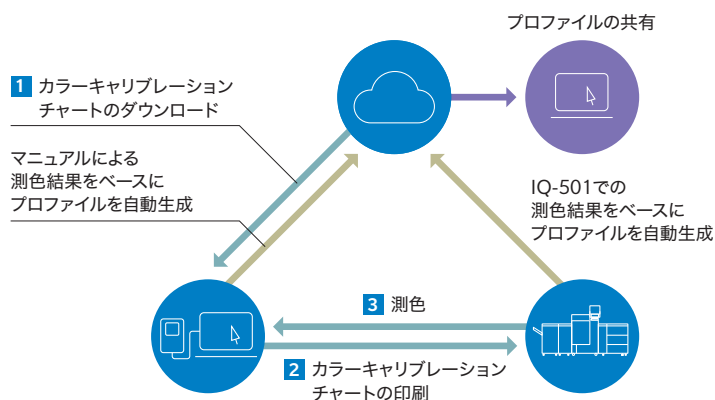 プロファイルの共有
1 カラーキャリブレーション
チャートのダウンロード
マニュアルによる
測色結果をベースに
プロファイルを自動生成
IQ-501での
測色結果をベースに
プロファイルを自動生成
3 測色
2 カラーキャリブレーション
チャートの印刷